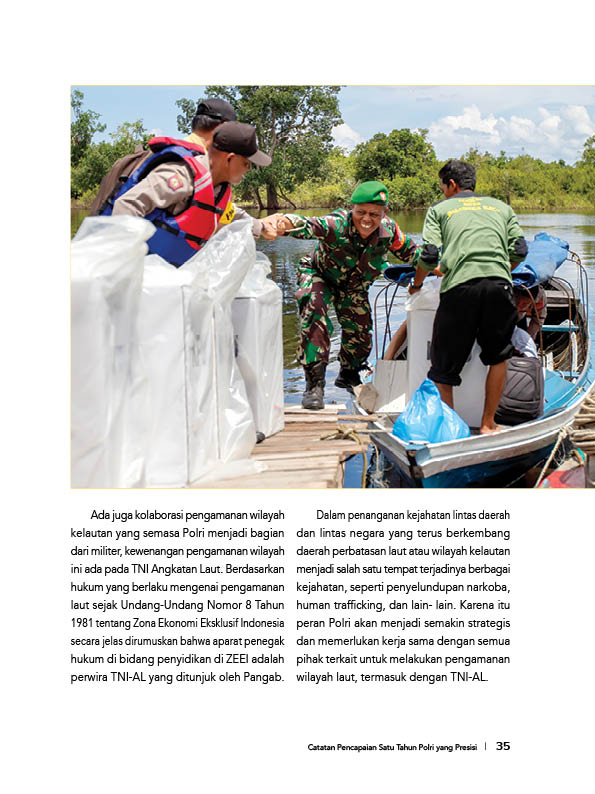 Ada juga kolaborasi pengamanan wilayah
kelautan yang semasa Polri menjadi bagian
dari militer, kewenangan pengamanan wilayah
ini ada pada TNI Angkatan Laut. Berdasarkan
hukum yang berlaku mengenai pengamanan
laut sejak Undang-Undang Nomor 8 Tahun
1981 tentang Zona Ekonomi Eksklusif Indonesia
secara jelas dirumuskan bahwa aparat penegak
hukum di bidang penyidikan di ZEEI adalah
perwira TNI-AL yang ditunjuk oleh Pangab.
Dalam penanganan kejahatan lintas daerah
dan lintas negara yang terus berkembang
daerah perbatasan laut atau wilayah kelautan
menjadi salah satu tempat terjadinya berbagai
kejahatan, seperti penyelundupan narkoba,
human trafficking, dan lain- lain. Karena itu
peran Polri akan menjadi semakin strategis
dan memerlukan kerja sama dengan semua
pihak terkait untuk melakukan pengamanan
wilayah laut, termasuk dengan TNI-AL.
Catatan Pencapaian Satu Tahun Polri yang Presisi | 35